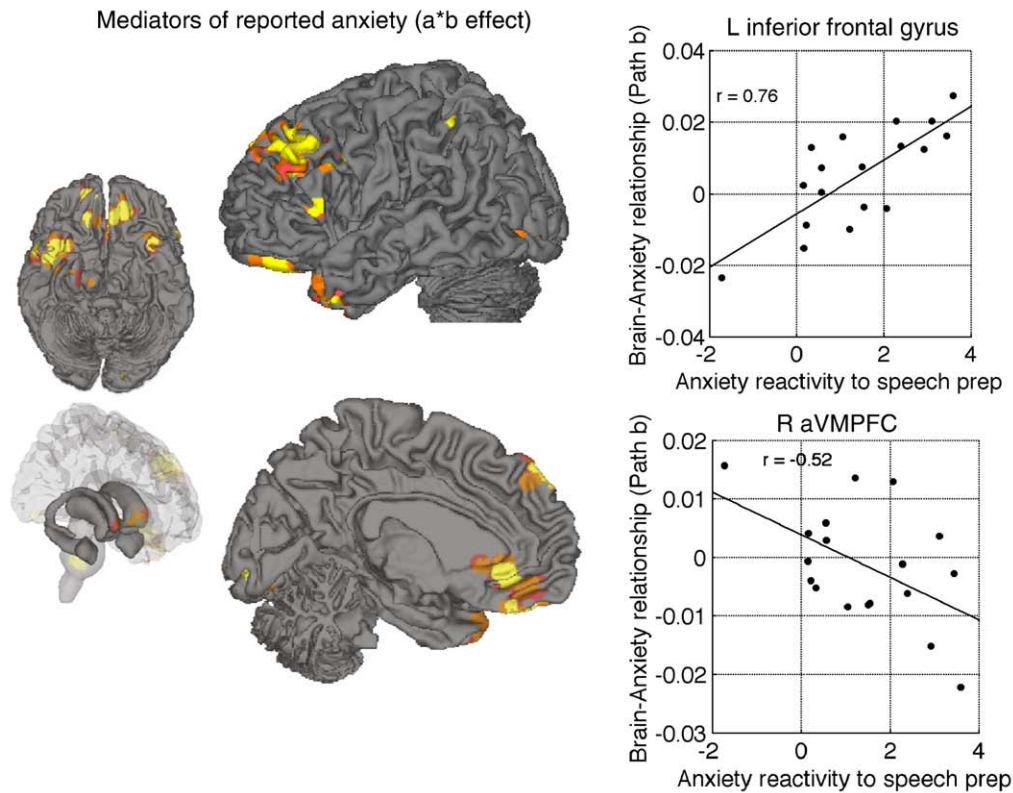 Mediators of reported anxiety (a*b effect)
L inferior frontal gyrus
Brain-Anxiety relationship (Path b)
0.04
0.02
0
-0.02
-0.04
r = 0.76
-2 0 2 4
Anxiety reactivity to speech prep
R aVMPFC
Brain-Anxiety relationship (Path b)
0.02
0.01
0
-0.01
-0.02
-0.03
r = -0.52
-2 0 2 4
Anxiety reactivity to speech prep